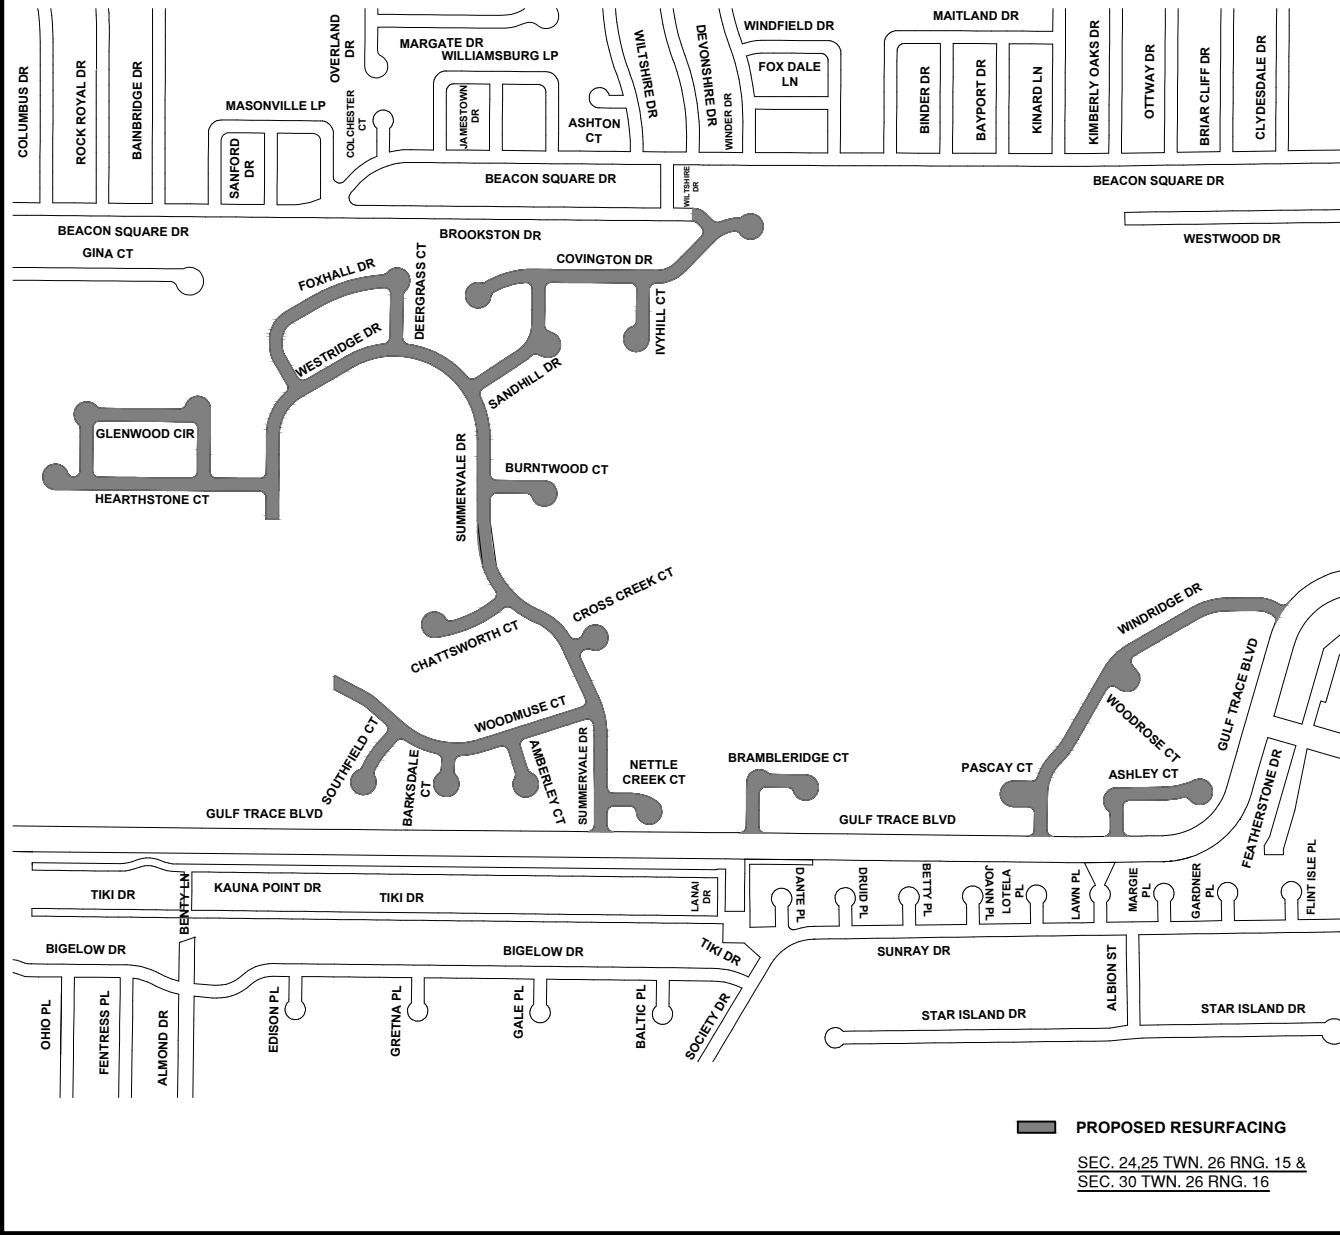 COLUMBUS DR
ROCK ROYAL DR
BAINBRIDGE DR
OVERLAND
DR
MARGATE DR
WILLIAMSBURG LP
WILTSHIRE DR
DEVONSHIRE DR
WINDFIELD DR
MAITLAND DR
FOX DALE
LN
WINDER DR
BINDER DR
BAYPORT DR
KINARD LN
KIMBERLY OAKS DR
OTTWAY DR
BRIAR CLIFF DR
CLYDESDALE DR
MASONVILLE LP
COLCHESTER
CT
JAMESTOWN
DR
ASHTON
CT
SANFORD
DR
BEACON SQUARE DR
WILTSHIRE
DR
BEACON SQUARE DR
BEACON SQUARE DR
BROOKSTON DR
WESTWOOD DR
GINA CT
FOXHALL DR
DEERGRASS CT
COVINGTON DR
IVYHILL CT
WESTRIDGE DR
SANDHILL DR
GLENWOOD CIR
HEARTHSTONE CT
SUMMERVALE DR
BURNTWOOD CT
CROSS CREEK CT
CHATTSWORTH CT
WINDRIDGE DR
GULF TRACE BLVD
WOODROSE CT
WOODMUSE CT
SOUTHFIELD CT
BARKSDALE
CT
AMBERLEY CT
SUMMERVALE DR
NETTLE
CREEK CT
BRAMBLERIDGE CT
PASCAY CT
ASHLEY CT
FEATHERSTONE DR
GULF TRACE BLVD
GULF TRACE BLVD
TIKI DR
BENTY LN
KAUNA POINT DR
TIKI DR
LANAI
DR
DANTE PL
DRUID PL
BETTY PL
JOANN PL
LOTELA
PL
LAWN PL
MARGIE
PL
GARDNER
PL
FLINT ISLE PL
BIGELOW DR
BIGELOW DR
TIKI DR
SUNRAY DR
OHIO PL
FENTRESS PL
ALMOND DR
EDISON PL
GRETNA PL
GALE PL
BALTIC PL
SOCIETY DR
ALBION ST
STAR ISLAND DR
STAR ISLAND DR
PROPOSED RESURFACING
SEC. 24,25 TWN. 26 RNG. 15 &
SEC. 30 TWN. 26 RNG. 16